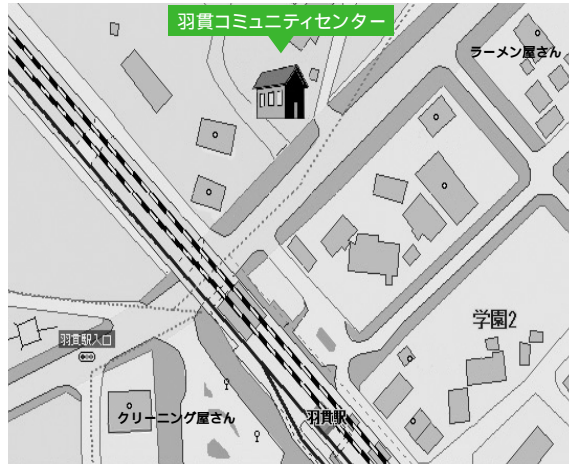 羽貫コミュニティセンター
ラーメン屋さん
学園2
羽貫駅入口
クリーニング屋さん
羽貫駅